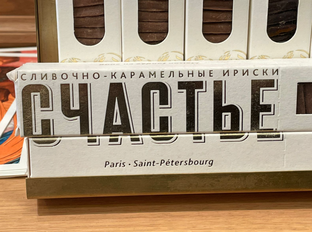 СЛИВОЧНО-КАРАМЕЛЬНЫЕ ИРИСКИ
СЧАСТЬЕ
Paris · Saint-Pétersbourg